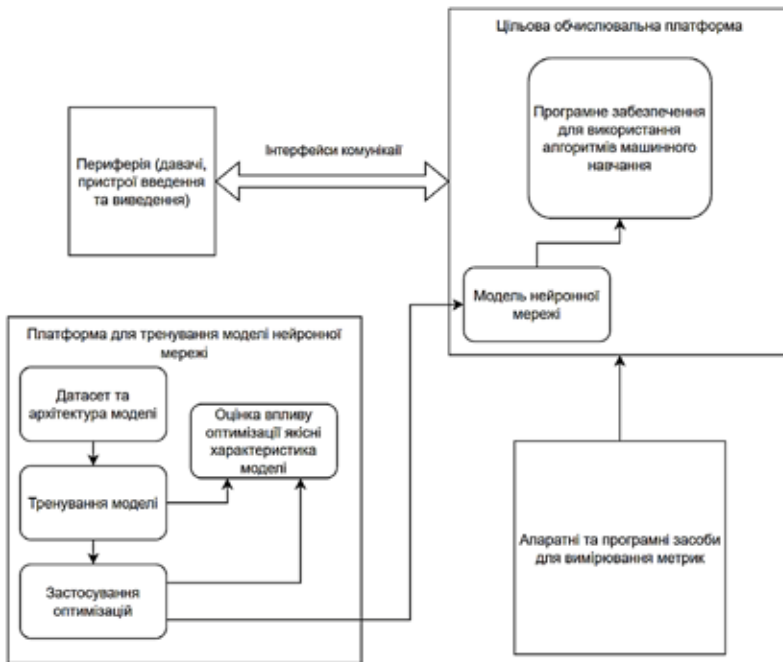 Цільова обчислювальна платформа
Програмне забезпечення
для використання
алгоритмів машинного
навчання
Інтерфейси комунікаії
Периферія (давачі,
пристрої введення
та виведення)
Модель нейронної
мережі
Платформа для тренування моделі нейронної
мережі
Датасет та
архітектура моделі
Оцінка впливу
оптимізації якісні
характеристика
моделі
Тренування моделі
Застосування
оптимізацій
Апаратні та програмні засоби
для вимірювання метрик